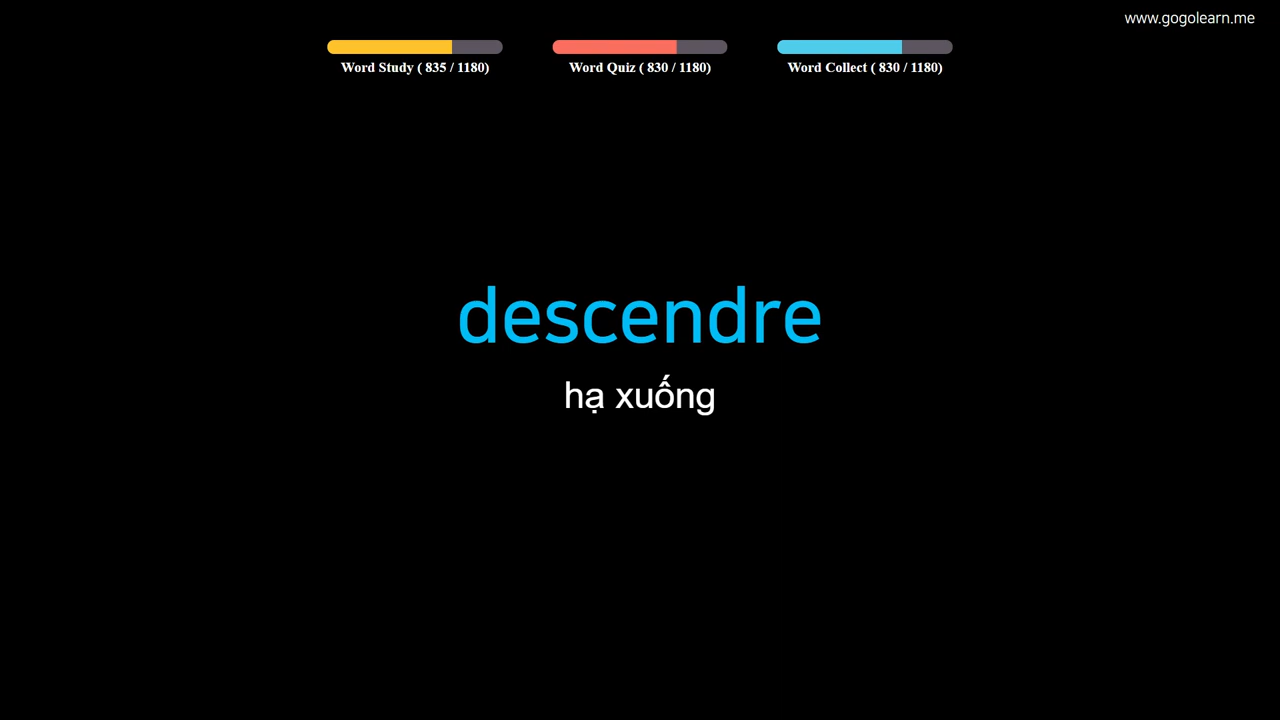 www.gogolearn.me
Word Study ( 835 / 1180)
Word Quiz ( 830 / 1180)
Word Collect ( 830 / 1180)
descendre
hạ xuống